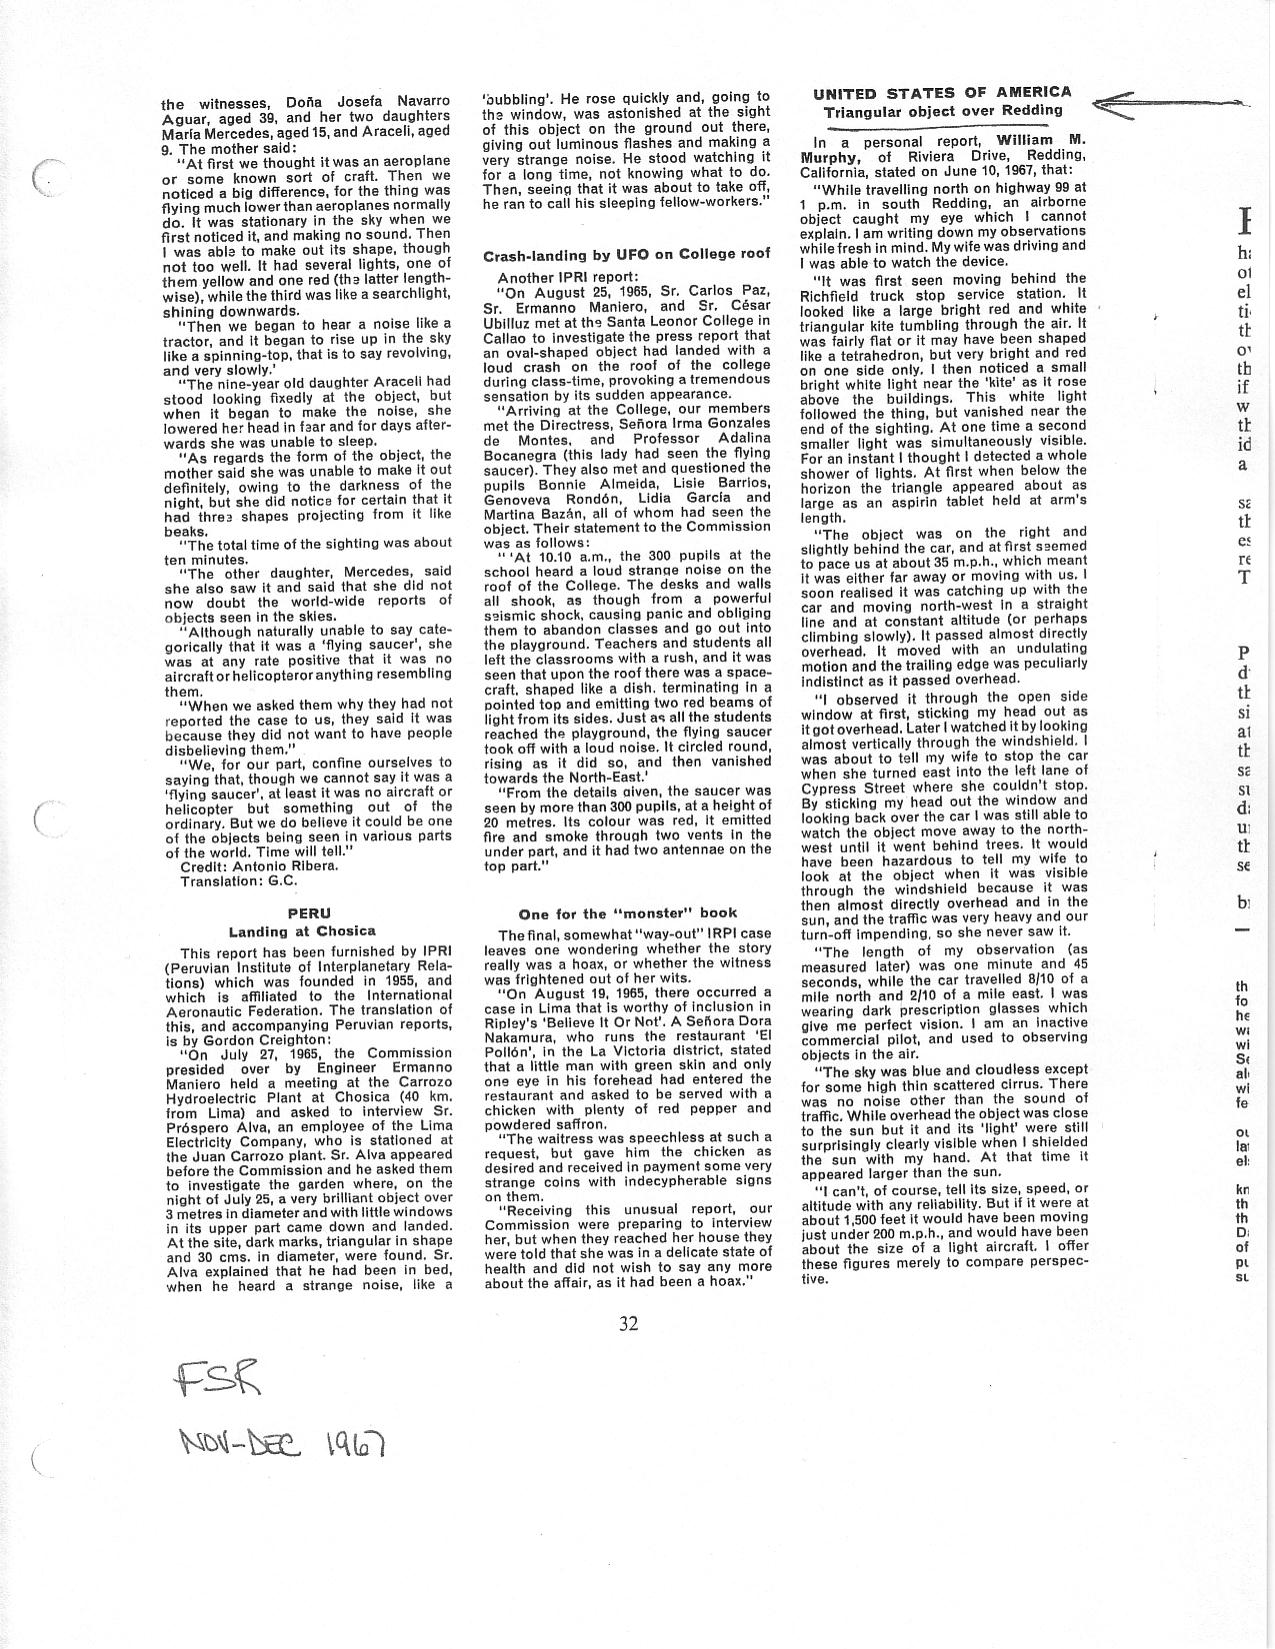 the witnesses, Doña Josefa Navarro
Aguar, aged 39, and her two daughters
María Mercedes, aged 15, and Araceli, aged
9. The mother said:
"At first we thought it was an aeroplane
or some known sort of craft. Then we
noticed a big difference, for the thing was
flying much lower than aeroplanes normally
do. It was stationary in the sky when we
first noticed it, and making no sound. Then
I was able to make out its shape, though
not too well. It had several lights, one of
them yellow and one red (the latter length-
wise), while the third was like a searchlight,
shining downwards.
"Then we began to hear a noise like a
tractor, and it began to rise up in the sky
like a spinning-top, that is to say revolving,
and very slowly.'
"The nine-year old daughter Araceli had
stood looking fixedly at the object, but
when it began to make the noise, she
lowered her head in fear and for days after-
wards she was unable to sleep.
"As regards the form of the object, the
mother said she was unable to make it out
definitely, owing to the darkness of the
night, but she did notice for certain that it
had three shapes projecting from it like
beaks.
"The total time of the sighting was about
ten minutes.
"The other daughter, Mercedes, said
she also saw it and said that she did not
now doubt the world-wide reports of
objects seen in the skies.
"Although naturally unable to say cate-
gorically that it was a 'flying saucer', she
was at any rate positive that it was no
aircraft or helicopter or anything resembling
them.
"When we asked them why they had not
reported the case to us, they said it was
because they did not want to have people
disbelieving them."
"We, for our part, confine ourselves to
saying that, though we cannot say it was a
'flying saucer', at least it was no aircraft or
helicopter but something out of the
ordinary. But we do believe it could be one
of the objects being seen in various parts
of the world. Time will tell."
Credit: Antonio Ribera.
Translation: G.C.
PERU
Landing at Chosica
This report has been furnished by IPRI
(Peruvian Institute of Interplanetary Rela-
tions) which was founded in 1955, and
which is affiliated to the International
Aeronautic Federation. The translation of
this, and accompanying Peruvian reports,
is by Gordon Creighton:
"On July 27, 1965, the Commission
presided over by Engineer Ermanno
Maniero held a meeting at the Carrozo
Hydroelectric Plant at Chosica (40 km.
from Lima) and asked to interview Sr.
Próspero Alva, an employee of the Lima
Electricity Company, who is stationed at
the Juan Carrozo plant. Sr. Alva appeared
before the Commission and he asked them
to investigate the garden where, on the
night of July 25, a very brilliant object over
3 metres in diameter and with little windows
in its upper part came down and landed.
At the site, dark marks, triangular in shape
and 30 cms. in diameter, were found. Sr.
Alva explained that he had been in bed,
when he heard a strange noise, like a
'bubbling'. He rose quickly and, going to
the window, was astonished at the sight
of this object on the ground out there,
giving out luminous flashes and making a
very strange noise. He stood watching it
for a long time, not knowing what to do.
Then, seeing that it was about to take off,
he ran to call his sleeping fellow-workers."
Crash-landing by UFO on College roof
Another IPRI report:
"On August 25, 1965, Sr. Carlos Paz,
Sr. Ermanno Maniero, and Sr. César
Ubilluz met at the Santa Leonor College in
Callao to investigate the press report that
an oval-shaped object had landed with a
loud crash on the roof of the college
during class-time, provoking a tremendous
sensation by its sudden appearance.
"Arriving at the College, our members
met the Directress, Señora Irma Gonzales
de Montes, and Professor Adalina
Bocanegra (this lady had seen the flying
saucer). They also met and questioned the
pupils Bonnie Almeida, Lisie Barrios,
Genoveva Rondón, Lidia García and
Martina Bazán, all of whom had seen the
object. Their statement to the Commission
was as follows:
" 'At 10.10 a.m., the 300 pupils at the
school heard a loud strange noise on the
roof of the College. The desks and walls
all shook, as though from a powerful
seismic shock, causing panic and obliging
them to abandon classes and go out into
the playground. Teachers and students all
left the classrooms with a rush, and it was
seen that upon the roof there was a space-
craft, shaped like a dish, terminating in a
pointed top and emitting two red beams of
light from its sides. Just as all the students
reached the playground, the flying saucer
took off with a loud noise. It circled round,
rising as it did so, and then vanished
towards the North-East.'
"From the details given, the saucer was
seen by more than 300 pupils, at a height of
20 metres. Its colour was red, it emitted
fire and smoke through two vents in the
under part, and it had two antennae on the
top part."
One for the "monster" book
The final, somewhat "way-out" IRPI case
leaves one wondering whether the story
really was a hoax, or whether the witness
was frightened out of her wits.
"On August 19, 1965, there occurred a
case in Lima that is worthy of inclusion in
Ripley's 'Believe It Or Not'. A Señora Dora
Nakamura, who runs the restaurant 'El
Pollón', in the La Victoria district, stated
that a little man with green skin and only
one eye in his forehead had entered the
restaurant and asked to be served with a
chicken with plenty of red pepper and
powdered saffron.
"The waitress was speechless at such a
request, but gave him the chicken as
desired and received in payment some very
strange coins with indecypherable signs
on them.
"Receiving this unusual report, our
Commission were preparing to interview
her, but when they reached her house they
were told that she was in a delicate state of
health and did not wish to say any more
about the affair, as it had been a hoax."
UNITED STATES OF AMERICA
Triangular object over Redding
In a personal report, William M.
Murphy, of Riviera Drive, Redding,
California, stated on June 10, 1967, that:
"While travelling north on highway 99 at
1 p.m. in south Redding, an airborne
object caught my eye which I cannot
explain. I am writing down my observations
while fresh in mind. My wife was driving and
I was able to watch the device.
"It was first seen moving behind the
Richfield truck stop service station. It
looked like a large bright red and white
triangular kite tumbling through the air. It
was fairly flat or it may have been shaped
like a tetrahedron, but very bright and red
on one side only. I then noticed a small
bright white light near the 'kite' as it rose
above the buildings. This white light
followed the thing, but vanished near the
end of the sighting. At one time a second
smaller light was simultaneously visible.
For an instant I thought I detected a whole
shower of lights. At first when below the
horizon the triangle appeared about as
large as an aspirin tablet held at arm's
length.
"The object was on the right and
slightly behind the car, and at first seemed
to pace us at about 35 m.p.h., which meant
it was either far away or moving with us. I
soon realised it was catching up with the
car and moving north-west in a straight
line and at constant altitude (or perhaps
climbing slowly). It passed almost directly
overhead. It moved with an undulating
motion and the trailing edge was peculiarly
indistinct as it passed overhead.
"I observed it through the open side
window at first, sticking my head out as
it got overhead. Later I watched it by looking
almost vertically through the windshield. I
was about to tell my wife to stop the car
when she turned east into the left lane of
Cypress Street where she couldn't stop.
By sticking my head out the window and
looking back over the car I was still able to
watch the object move away to the north-
west until it went behind trees. It would
have been hazardous to tell my wife to
look at the object when it was visible
through the windshield because it was
then almost directly overhead and in the
sun, and the traffic was very heavy and our
turn-off impending, so she never saw it.
"The length of my observation (as
measured later) was one minute and 45
seconds, while the car travelled 8/10 of a
mile north and 2/10 of a mile east. I was
wearing dark prescription glasses which
give me perfect vision. I am an inactive
commercial pilot, and used to observing
objects in the air.
"The sky was blue and cloudless except
for some high thin scattered cirrus. There
was no noise other than the sound of
traffic. While overhead the object was close
to the sun but it and its 'light' were still
surprisingly clearly visible when I shielded
the sun with my hand. At that time it
appeared larger than the sun.
"I can't, of course, tell its size, speed, or
altitude with any reliability. But if it were at
about 1,500 feet it would have been moving
just under 200 m.p.h., and would have been
about the size of a light aircraft. I offer
these figures merely to compare perspec-
tive.
32
FSR
NOV-DEC 1967